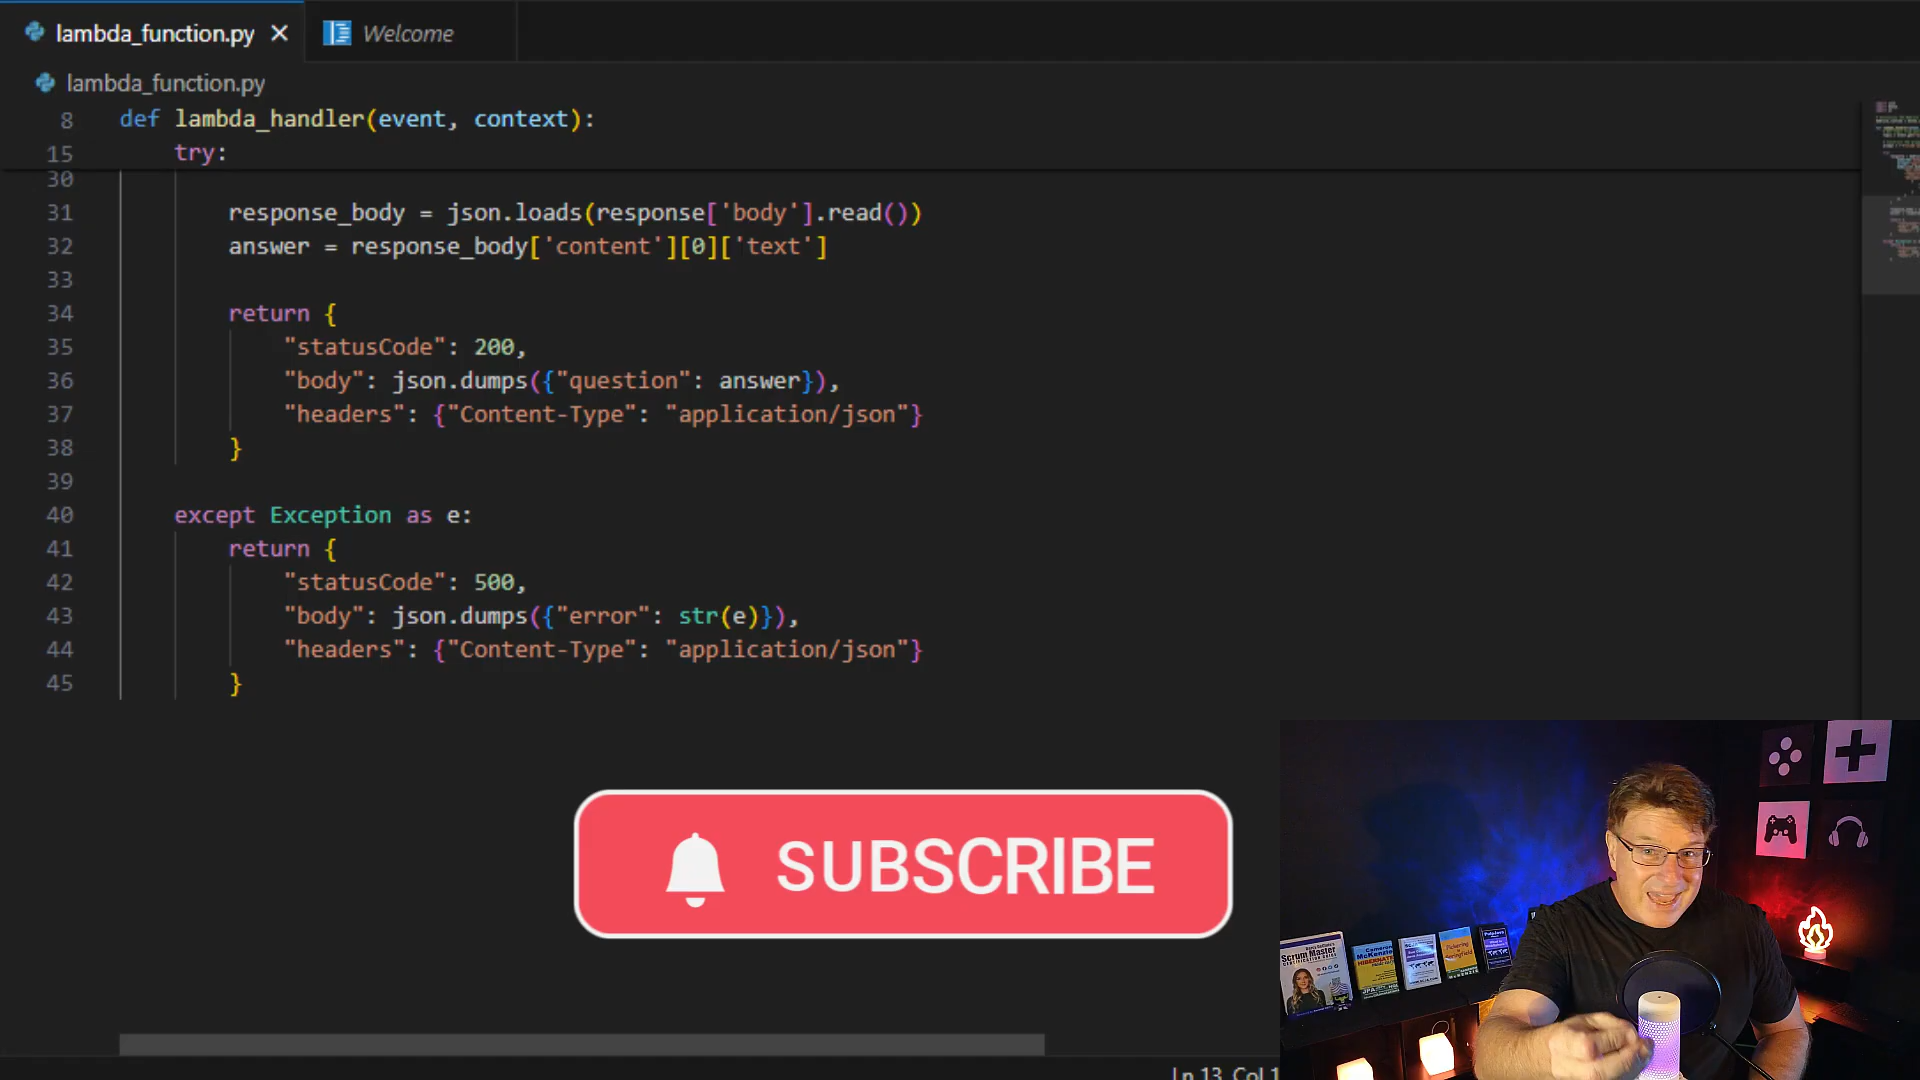 lambda_function.py
Welcome
lambda_function.py
8 def lambda_handler(event, context):
15 try:
30
31 response_body = json.loads(response['body'].read())
32 answer = response_body['content'][0]['text']
33
34 return {
35 "statusCode": 200,
36 "body": json.dumps({"question": answer}),
37 "headers": {"Content-Type": "application/json"}
38 }
39
40 except Exception as e:
41 return {
42 "statusCode": 500,
43 "body": json.dumps({"error": str(e)}),
44 "headers": {"Content-Type": "application/json"}
45 }
SUBSCRIBE
Scrum Master
Cameron
McKenzie
HIBERNATE
Ln 13, Col 1